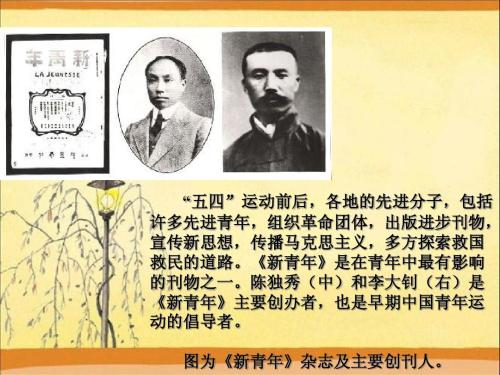 年青新
LA JEUNESSE
“五四”运动前后，各地的先进分子，包括
许多先进青年，组织革命团体，出版进步刊物，
宣传新思想，传播马克思主义，多方探索救国
救民的道路。《新青年》是在青年中最有影响
的刊物之一。陈独秀（中）和李大钊（右）是
《新青年》主要创办者，也是早期中国青年运
动的倡导者。
图为《新青年》杂志及主要创刊人。